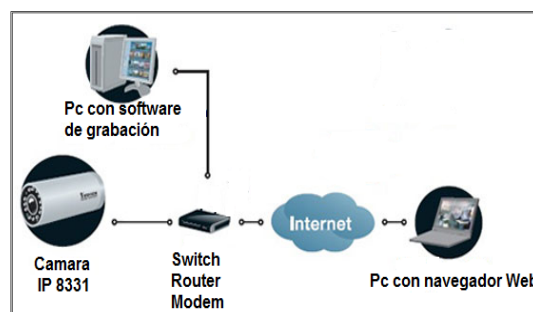 Pc con software
de grabación
Camara
IP 8331
Switch
Router
Modem
Internet
Pc con navegador Web